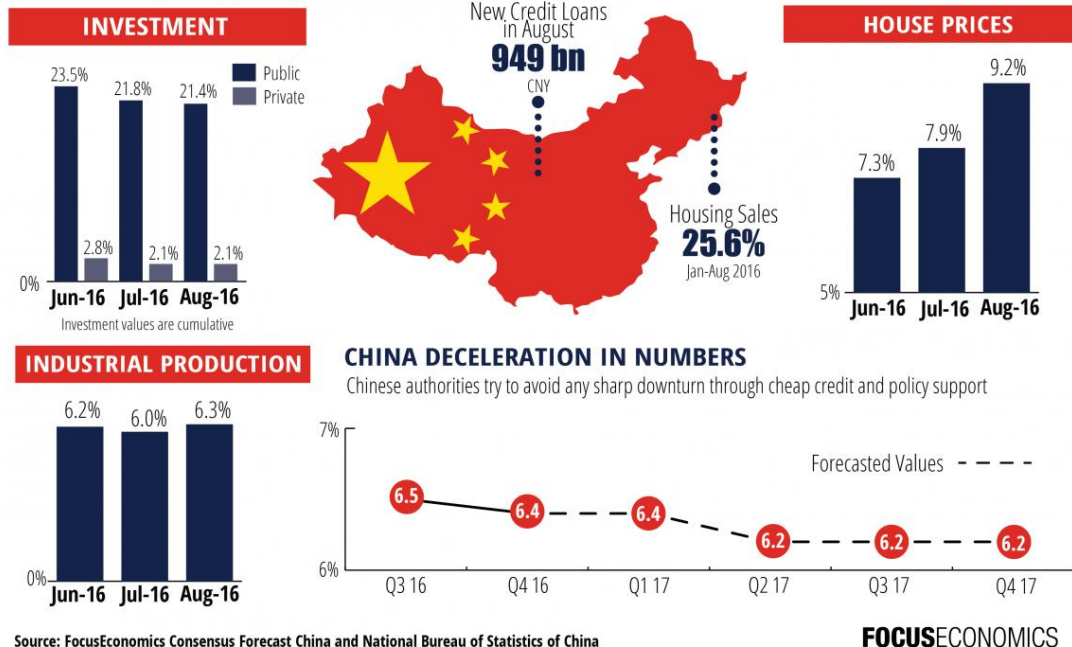 INVESTMENT
23.5%
21.8%
21.4%
Public
Private
2.8%
2.1%
2.1%
0%
Jun-16 Jul-16 Aug-16
Investment values are cumulative
New Credit Loans
in August
949 bn
CNY
Housing Sales
25.6%
Jan-Aug 2016
HOUSE PRICES
7.3%
7.9%
9.2%
5%
Jun-16 Jul-16 Aug-16
INDUSTRIAL PRODUCTION
6.2%
6.0%
6.3%
0%
Jun-16 Jul-16 Aug-16
CHINA DECELERATION IN NUMBERS
Chinese authorities try to avoid any sharp downturn through cheap credit and policy support
7%
Forecasted Values
6.5
6.4
6.4
6.2
6.2
6.2
6%
Q3 16 Q4 16 Q1 17 Q2 17 Q3 17 Q4 17
Source: FocusEconomics Consensus Forecast China and National Bureau of Statistics of China
FOCUSECONOMICS